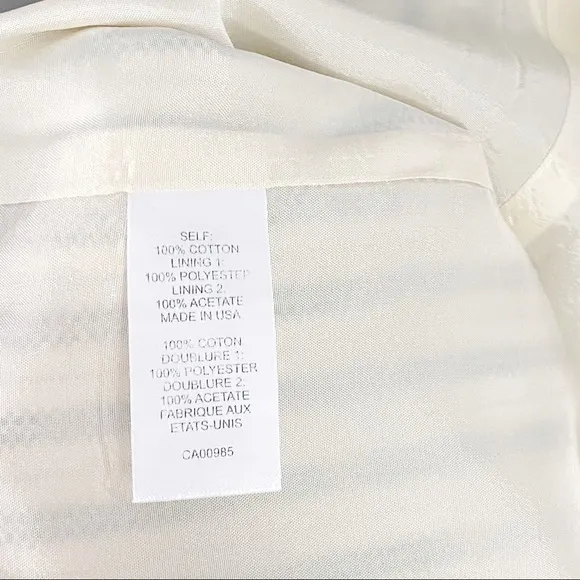 SELF:
100% COTTON
LINING 1:
100% POLYESTER
LINING 2:
100% ACETATE
MADE IN USA
100% COTON
DOUBLURE 1:
100% POLYESTER
DOUBLURE 2:
100% ACETATE
FABRIQUE AUX
ETATS-UNIS
CA00985